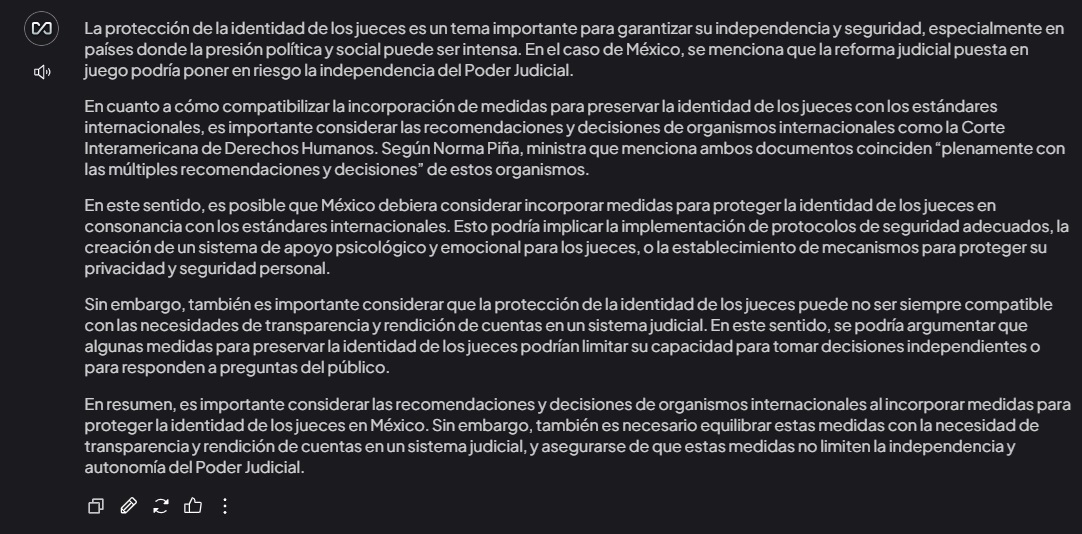 La protección de la identidad de los jueces es un tema importante para garantizar su independencia y seguridad, especialmente en
países donde la presión política y social puede ser intensa. En el caso de México, se menciona que la reforma judicial puesta en
juego podría poner en riesgo la independencia del Poder Judicial.
En cuanto a cómo compatibilizar la incorporación de medidas para preservar la identidad de los jueces con los estándares
internacionales, es importante considerar las recomendaciones y decisiones de organismos internacionales como la Corte
Interamericana de Derechos Humanos. Según Norma Piña, ministra que menciona ambos documentos coinciden “plenamente con
las múltiples recomendaciones y decisiones” de estos organismos.
En este sentido, es posible que México debiera considerar incorporar medidas para proteger la identidad de los jueces en
consonancia con los estándares internacionales. Esto podría implicar la implementación de protocolos de seguridad adecuados, la
creación de un sistema de apoyo psicológico y emocional para los jueces, o la establecimiento de mecanismos para proteger su
privacidad y seguridad personal.
Sin embargo, también es importante considerar que la protección de la identidad de los jueces puede no ser siempre compatible
con las necesidades de transparencia y rendición de cuentas en un sistema judicial. En este sentido, se podría argumentar que
algunas medidas para preservar la identidad de los jueces podrían limitar su capacidad para tomar decisiones independientes o
para responden a preguntas del público.
En resumen, es importante considerar las recomendaciones y decisiones de organismos internacionales al incorporar medidas para
proteger la identidad de los jueces en México. Sin embargo, también es necesario equilibrar estas medidas con la necesidad de
transparencia y rendición de cuentas en un sistema judicial, y asegurarse de que estas medidas no limiten la independencia y
autonomía del Poder Judicial.